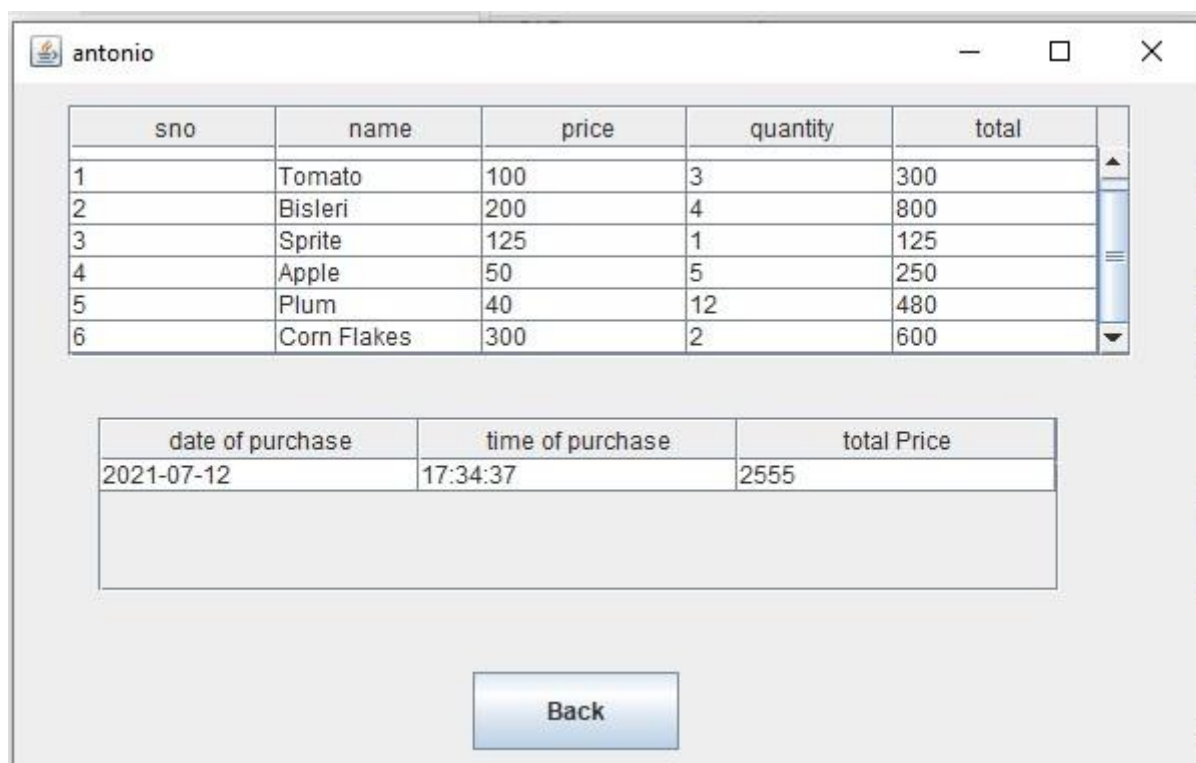 antonio
sno name price quantity total
1 Tomato 100 3 300
2 Bisleri 200 4 800
3 Sprite 125 1 125
4 Apple 50 5 250
5 Plum 40 12 480
6 Corn Flakes 300 2 600
date of purchase time of purchase total Price
2021-07-12 17:34:37 2555
Back